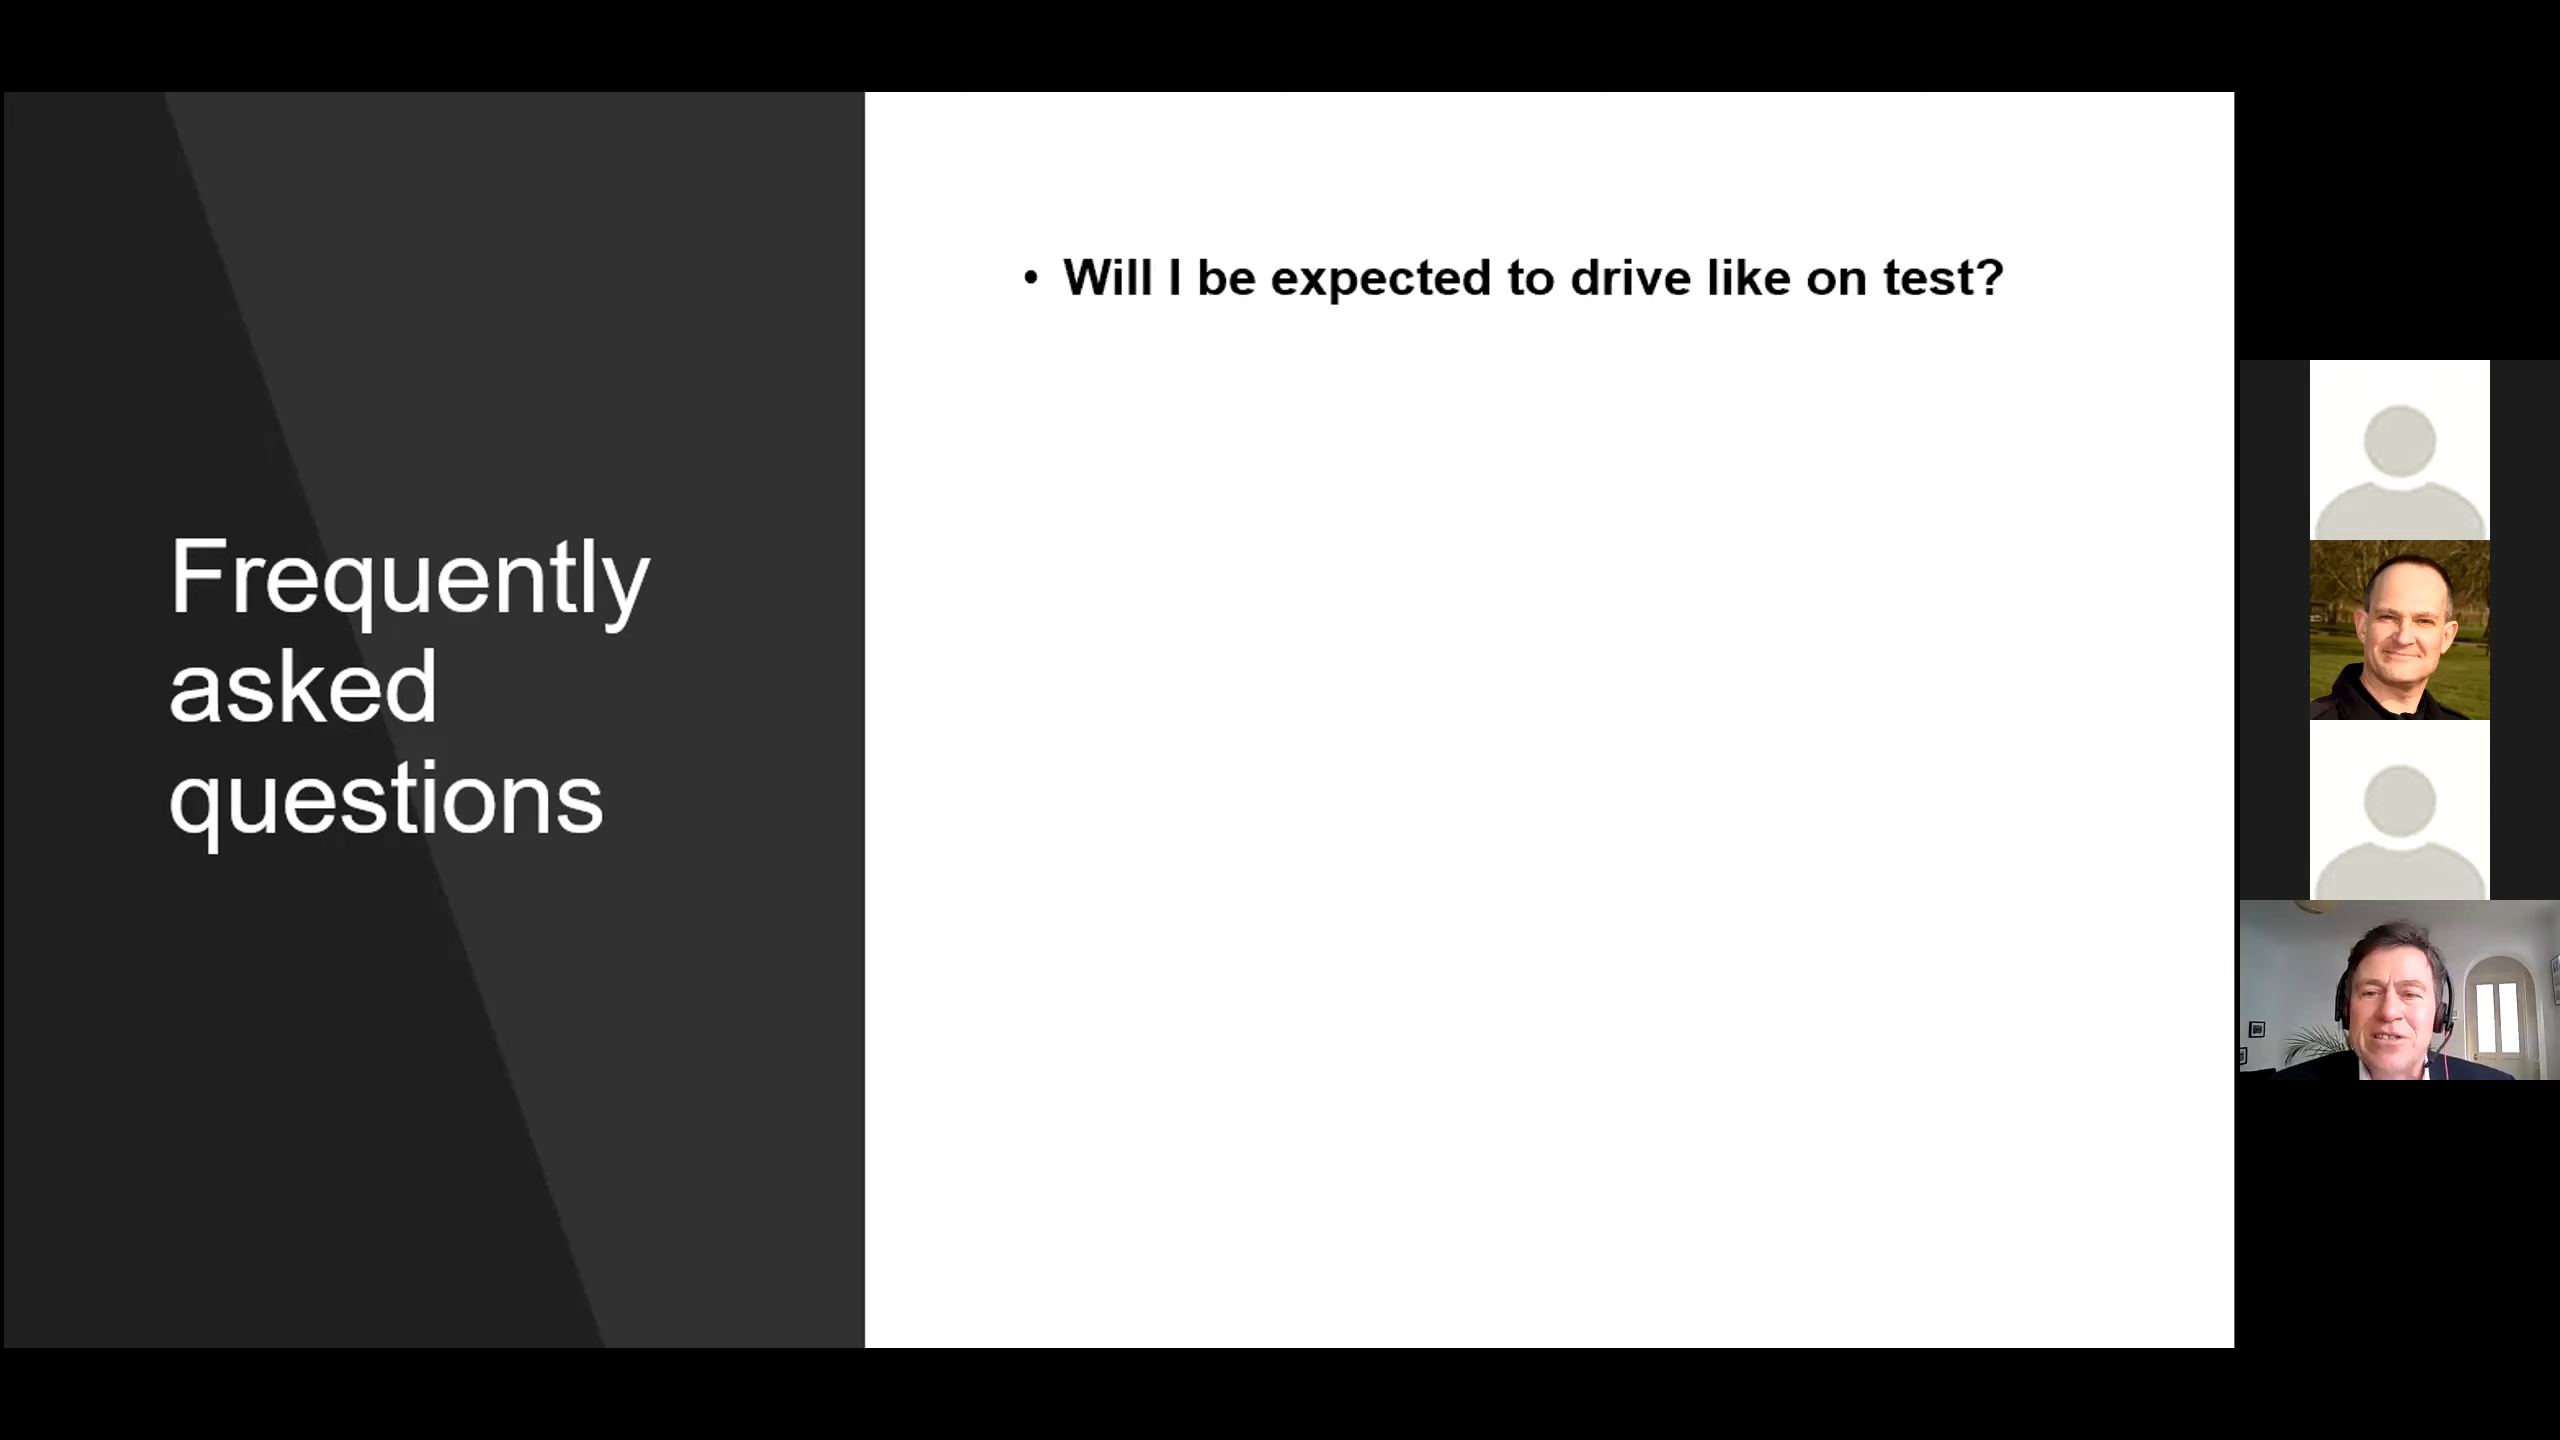 Frequently
asked
questions
• Will I be expected to drive like on test?